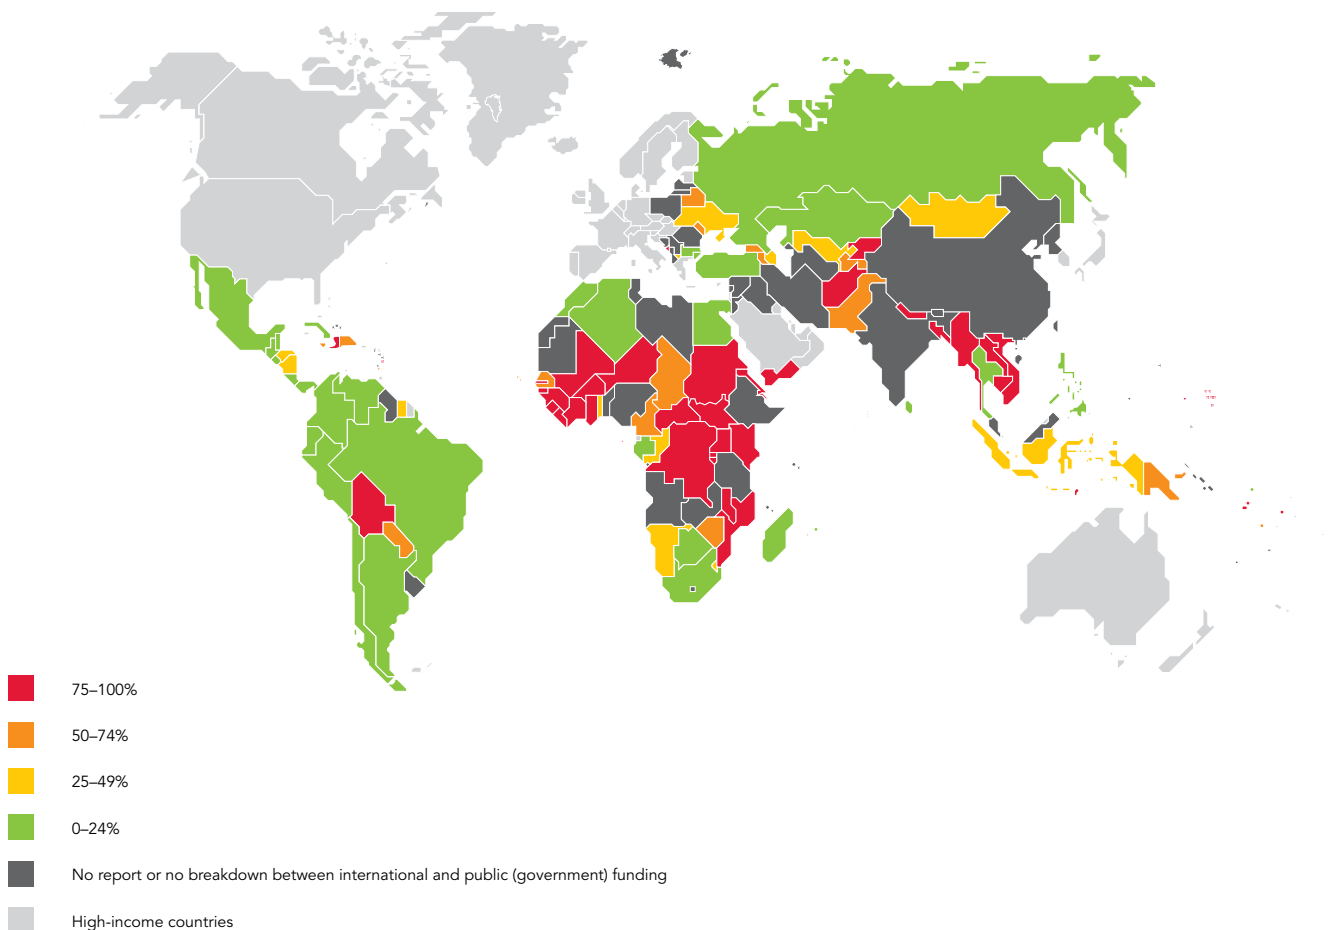 75–100%
50–74%
25–49%
0–24%
No report or no breakdown between international and public (government) funding
High-income countries